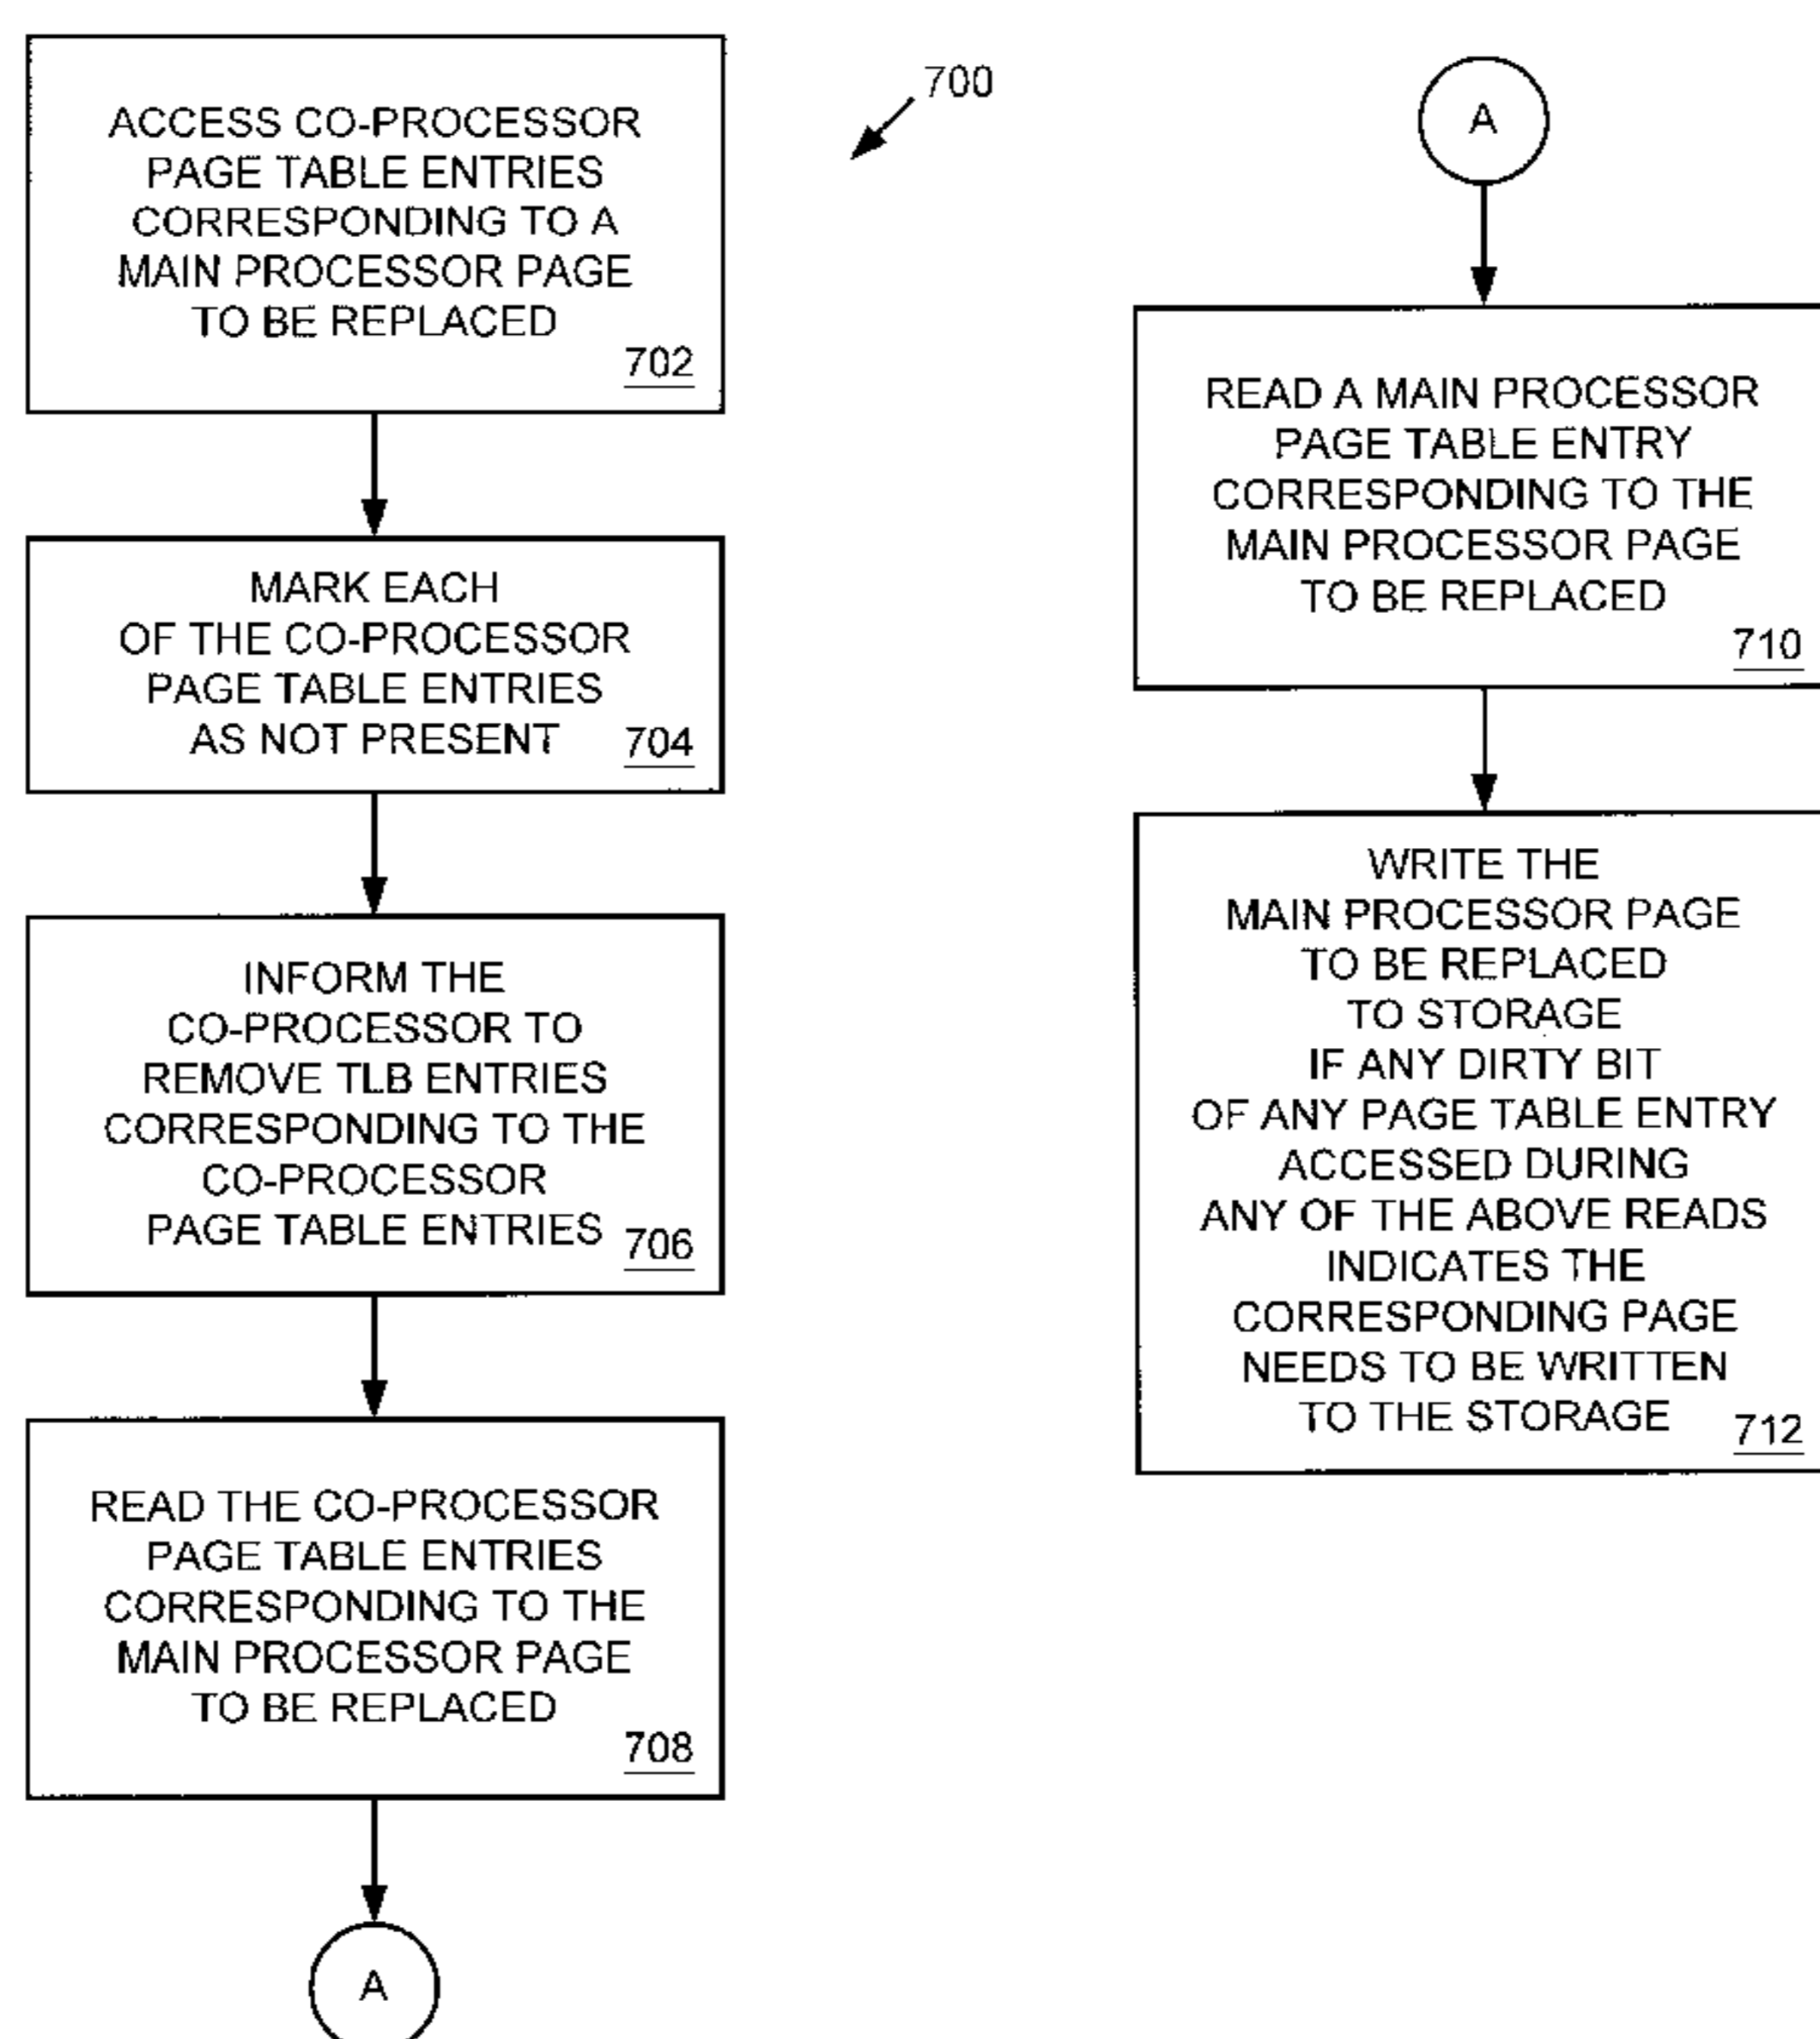 700
ACCESS CO-PROCESSOR
PAGE TABLE ENTRIES
CORRESPONDING TO A
MAIN PROCESSOR PAGE
TO BE REPLACED
702
MARK EACH
OF THE CO-PROCESSOR
PAGE TABLE ENTRIES
AS NOT PRESENT
704
INFORM THE
CO-PROCESSOR TO
REMOVE TLB ENTRIES
CORRESPONDING TO THE
CO-PROCESSOR
PAGE TABLE ENTRIES
706
READ THE CO-PROCESSOR
PAGE TABLE ENTRIES
CORRESPONDING TO THE
MAIN PROCESSOR PAGE
TO BE REPLACED
708
A
A
READ A MAIN PROCESSOR
PAGE TABLE ENTRY
CORRESPONDING TO THE
MAIN PROCESSOR PAGE
TO BE REPLACED
710
WRITE THE
MAIN PROCESSOR PAGE
TO BE REPLACED
TO STORAGE
IF ANY DIRTY BIT
OF ANY PAGE TABLE ENTRY
ACCESSED DURING
ANY OF THE ABOVE READS
INDICATES THE
CORRESPONDING PAGE
NEEDS TO BE WRITTEN
TO THE STORAGE
712